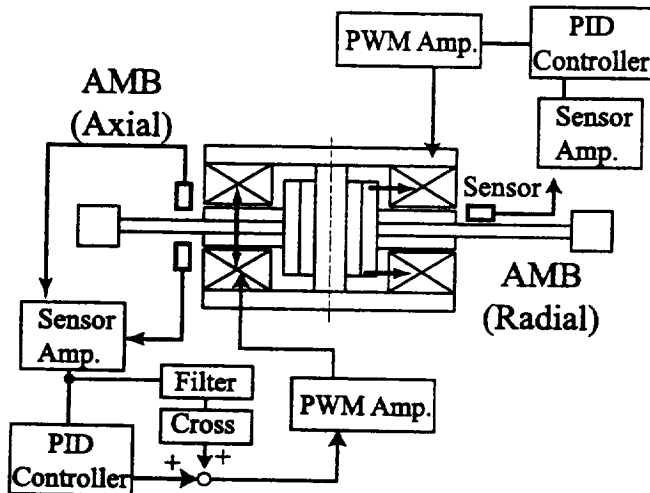 PWM Amp.
PID
Controller
Sensor
Amp.
AMB
(Axial)
Sensor
AMB
(Radial)
Sensor
Amp.
Filter
Cross
PWM Amp.
PID
Controller
+
+